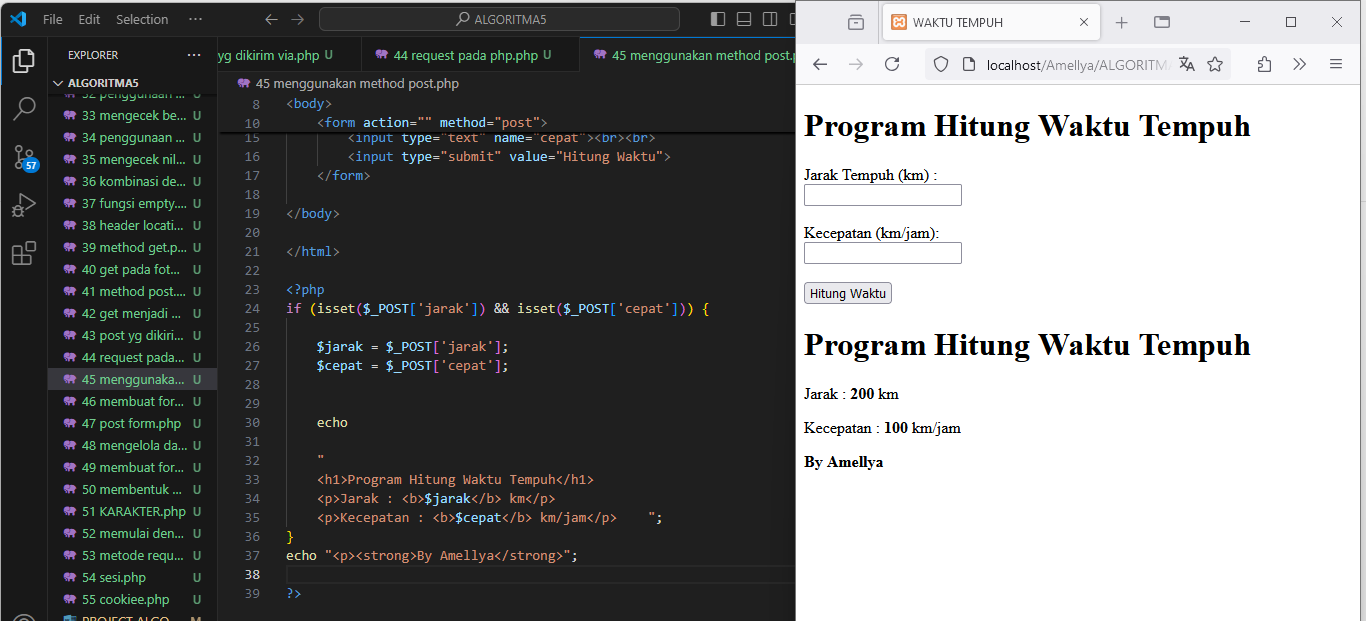 File Edit Selection ···
ALGORITMA5
EXPLORER ···
ALGORITMA5
33 mengecek be... U
34 penggunaan ... U
35 mengecek nil... U
36 kombinasi de... U
37 fungsi empty.... U
38 header locati... U
39 method get.p... U
40 get pada fot... U
41 method post.... U
42 get menjadi ... U
43 post yg dikiri... U
44 request pada... U
45 menggunaka... U
46 membuat for... U
47 post form.php U
48 mengelola da... U
49 membuat for... U
50 membentuk ... U
51 KARAKTER.php U
52 memulai den... U
53 metode requ... U
54 sesi.php U
55 cookiee.php U
57
yg dikirim via.php U
44 request pada php.php U
45 menggunakan method post.p
45 menggunakan method post.php
8 <body>
10 <form action="" method="post">
15 <input type="text" name="cepat"><br><br>
16 <input type="submit" value="Hitung Waktu">
17 </form>
18
19 </body>
20
21 </html>
22
23 <?php
24 if (isset($_POST['jarak']) && isset($_POST['cepat'])) {
25
26 $jarak = $_POST['jarak'];
27 $cepat = $_POST['cepat'];
28
29
30 echo
31
32 "
33 <h1>Program Hitung Waktu Tempuh</h1>
34 <p>Jarak : <b>$jarak</b> km</p>
35 <p>Kecepatan : <b>$cepat</b> km/jam</p>    ";
36 }
37 echo "<p><strong>By Amellya</strong>";
38
39 ?>
WAKTU TEMPUH
localhost/Amellya/ALGORITM
Program Hitung Waktu Tempuh
Jarak Tempuh (km) :
Kecepatan (km/jam):
Hitung Waktu
Program Hitung Waktu Tempuh
Jarak : 200 km
Kecepatan : 100 km/jam
By Amellya